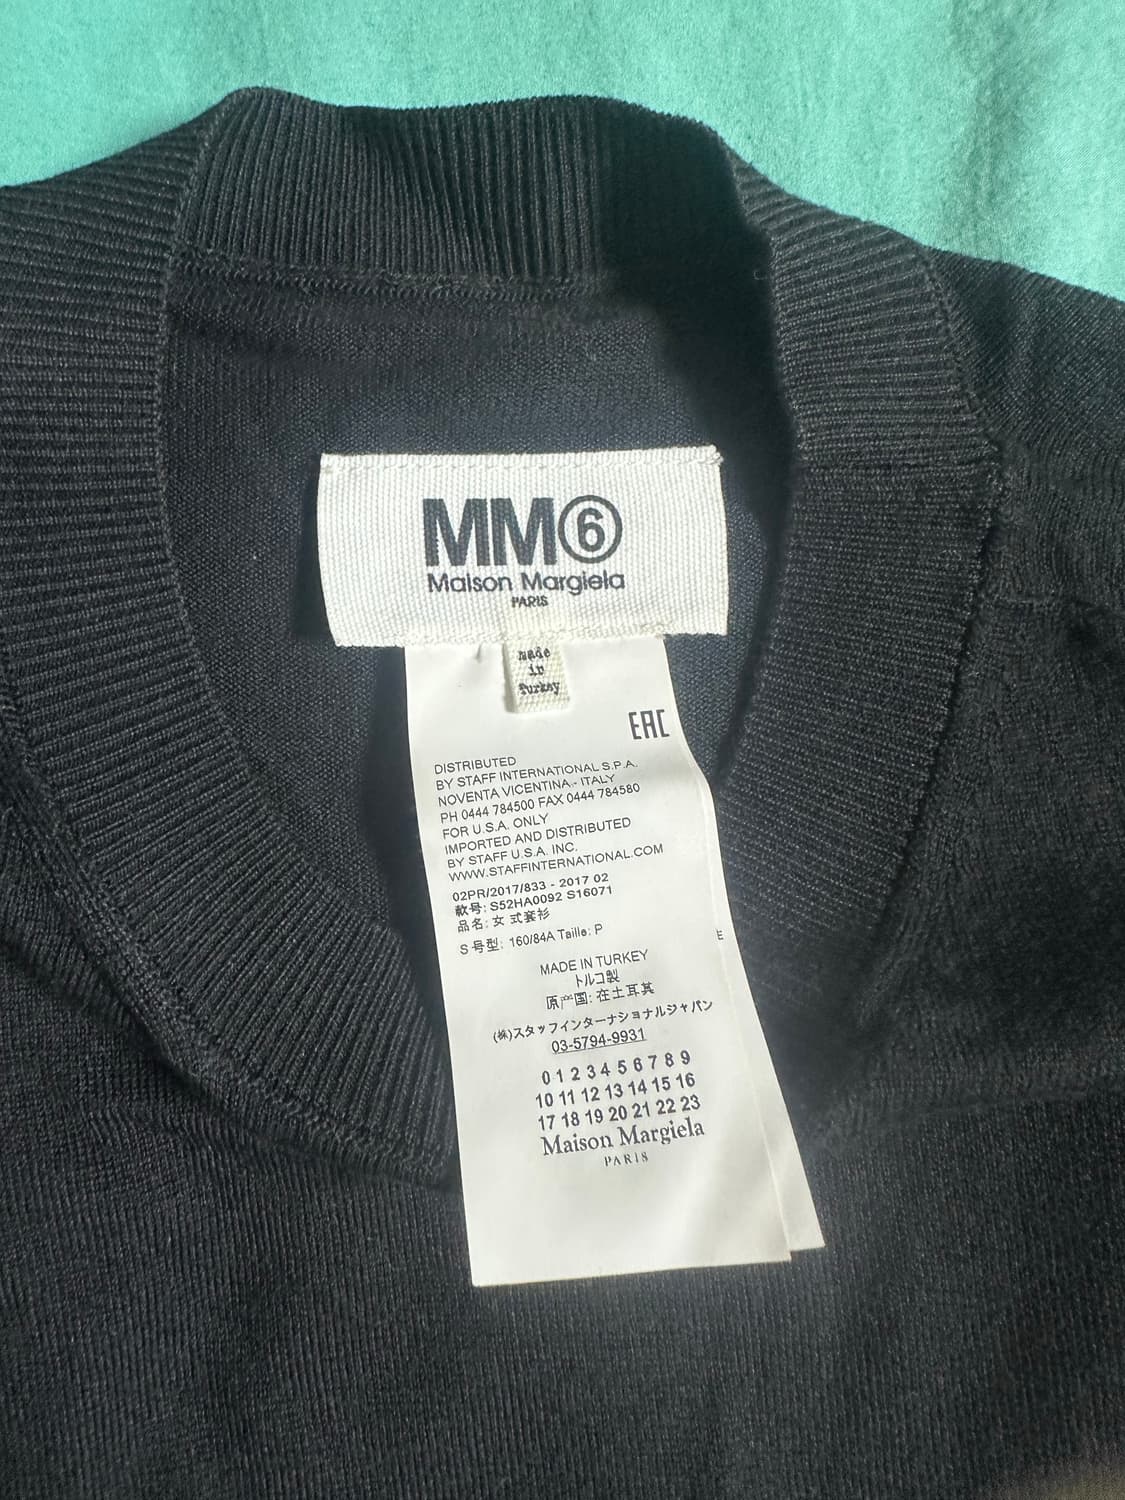 MM⑥
Maison Margiela
PARIS
made
in
Turkey
EAC
DISTRIBUTED
BY STAFF INTERNATIONAL S.P.A.
NOVENTA VICENTINA - ITALY
PH 0444 784500 FAX 0444 784580
FOR U.S.A. ONLY
IMPORTED AND DISTRIBUTED
BY STAFF U.S.A. INC.
WWW.STAFFINTERNATIONAL.COM
02PR/2017/833 - 2017 02
款号: S52HA0092 S16071
品名: 女 式套衫
S号型: 160/84A Taille: P
MADE IN TURKEY
トルコ製
原产国: 在土耳其
(株)スタッフインターナショナルジャパン
03-5794-9931
0 1 2 3 4 5 6 7 8 9
10 11 12 13 14 15 16
17 18 19 20 21 22 23
Maison Margiela
PARIS